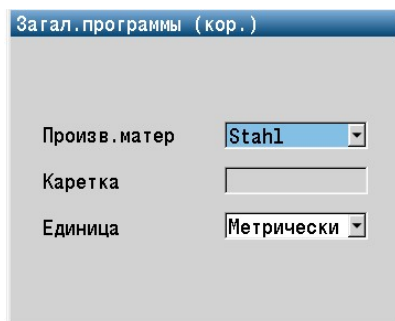 Загал.программы (кор.)
Произв.матер Stahl
Каретка
Единица Метрически